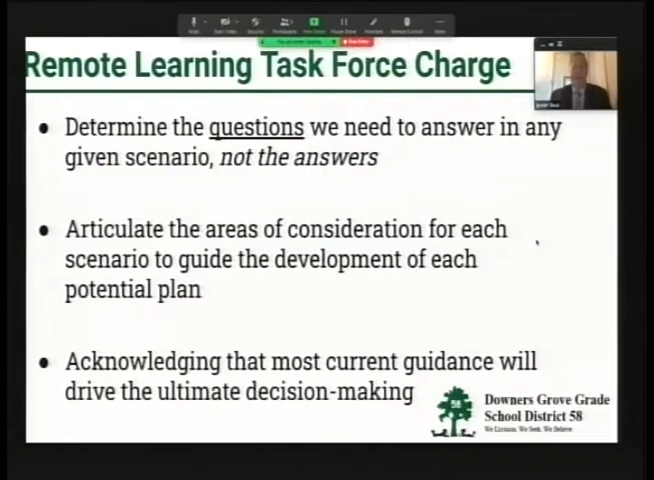 Remote Learning Task Force Charge
● Determine the questions we need to answer in any
given scenario, not the answers
● Articulate the areas of consideration for each
scenario to guide the development of each
potential plan
● Acknowledging that most current guidance will
drive the ultimate decision-making
58
Downers Grove Grade
School District 58